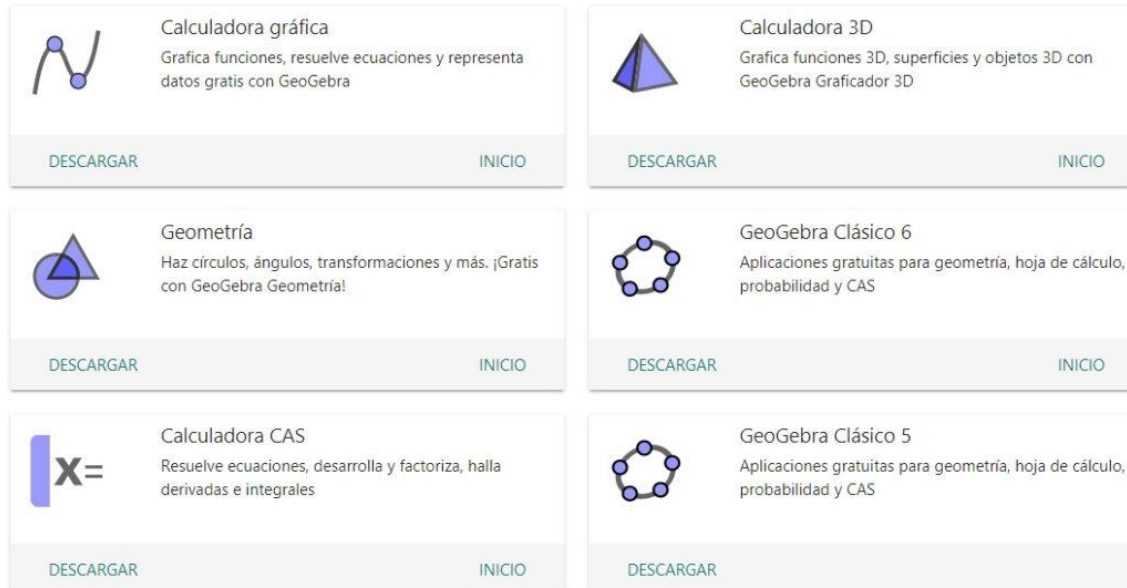 Calculadora gráfica
Grafica funciones, resuelve ecuaciones y representa
datos gratis con GeoGebra
DESCARGAR INICIO
Calculadora 3D
Grafica funciones 3D, superficies y objetos 3D con
GeoGebra Graficador 3D
DESCARGAR INICIO
Geometría
Haz círculos, ángulos, transformaciones y más. ¡Gratis
con GeoGebra Geometría!
DESCARGAR INICIO
GeoGebra Clásico 6
Aplicaciones gratuitas para geometría, hoja de cálculo,
probabilidad y CAS
DESCARGAR INICIO
x=
Calculadora CAS
Resuelve ecuaciones, desarrolla y factoriza, halla
derivadas e integrales
DESCARGAR INICIO
GeoGebra Clásico 5
Aplicaciones gratuitas para geometría, hoja de cálculo,
probabilidad y CAS
DESCARGAR